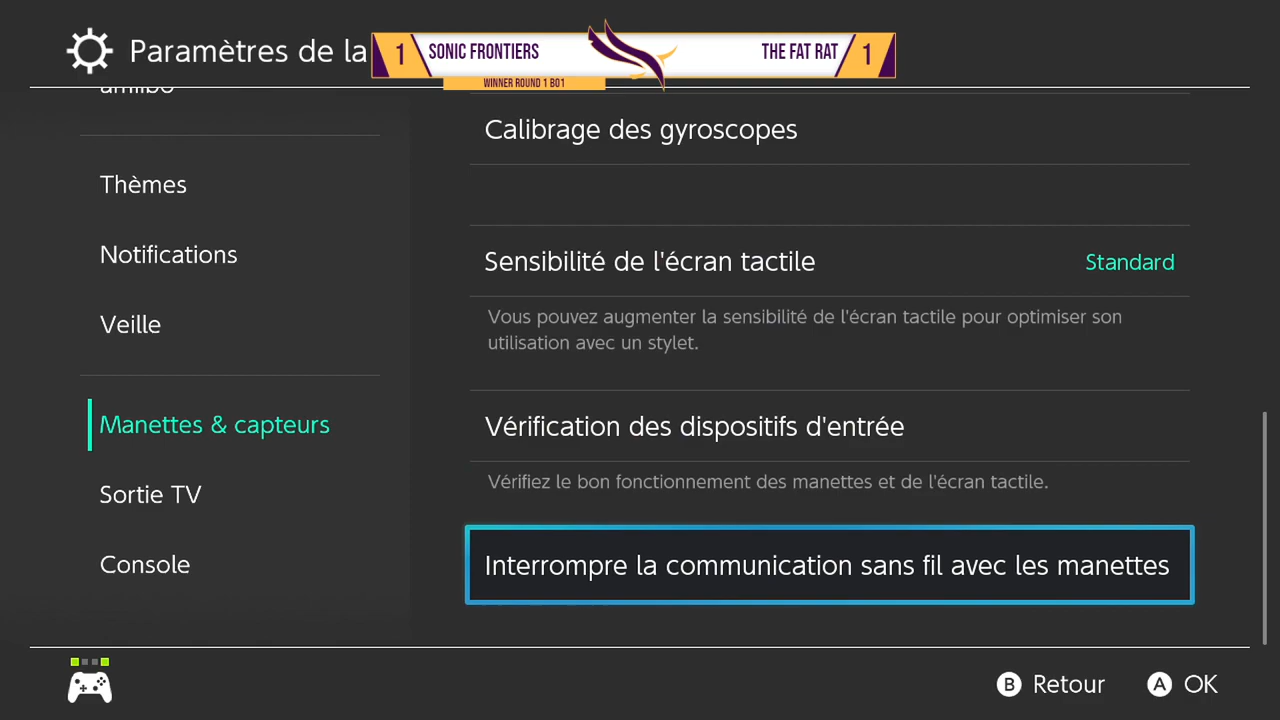 Paramètres de la
1 SONIC FRONTIERS THE FAT RAT 1
WINNER ROUND 1 BO1
amiibo
Thèmes
Notifications
Veille
Manettes & capteurs
Sortie TV
Console
Calibrage des gyroscopes
Sensibilité de l'écran tactile Standard
Vous pouvez augmenter la sensibilité de l'écran tactile pour optimiser son
utilisation avec un stylet.
Vérification des dispositifs d'entrée
Vérifiez le bon fonctionnement des manettes et de l'écran tactile.
Interrompre la communication sans fil avec les manettes
B Retour A OK